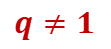 q ≠ 1